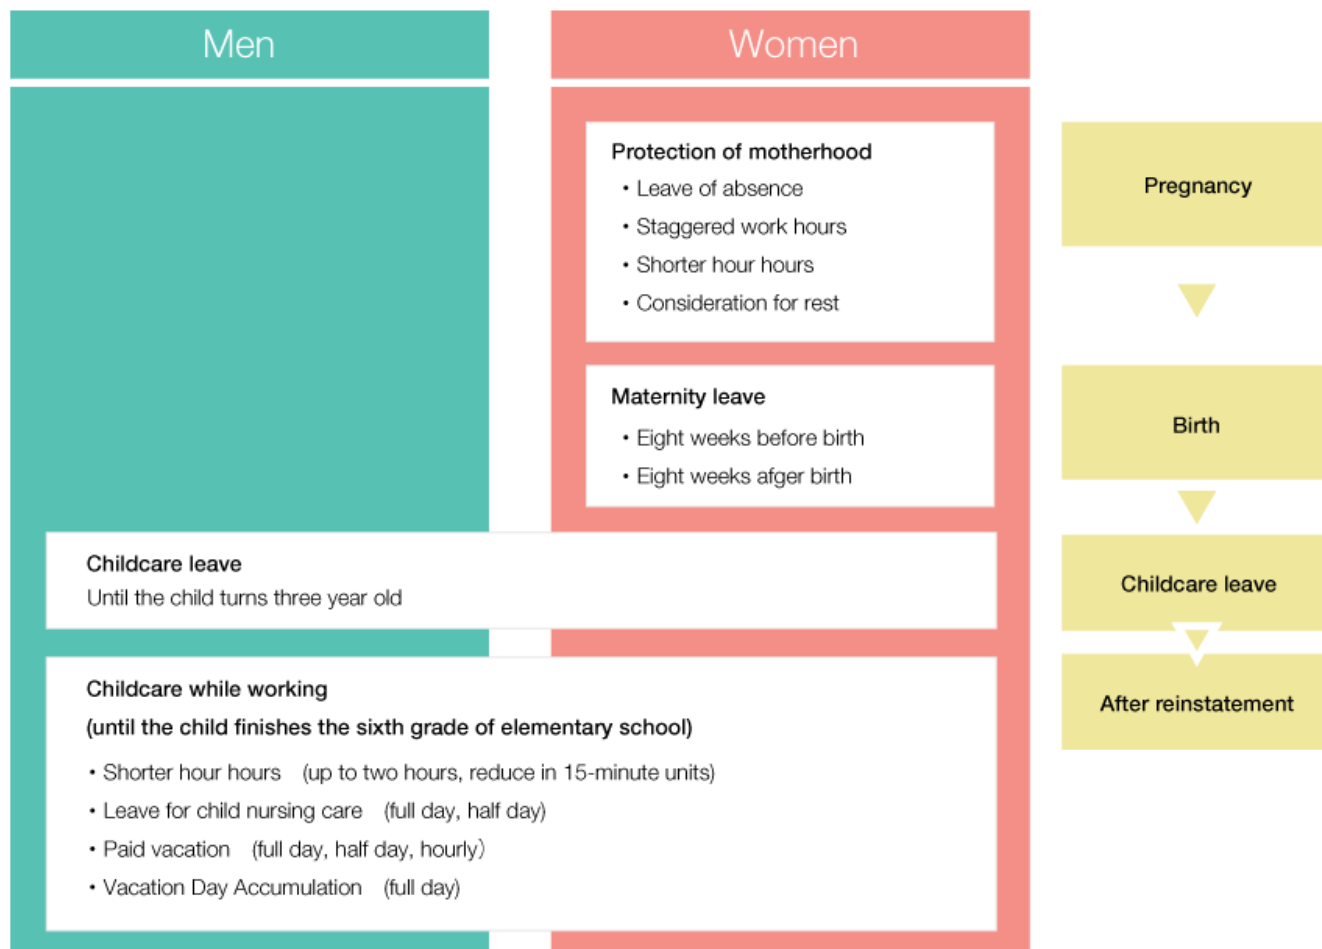 Men
Women
Protection of motherhood
・Leave of absence
・Staggered work hours
・Shorter hour hours
・Consideration for rest
Pregnancy
Maternity leave
・Eight weeks before birth
・Eight weeks afger birth
Birth
Childcare leave
Until the child turns three year old
Childcare leave
Childcare while working
(until the child finishes the sixth grade of elementary school)
・Shorter hour hours (up to two hours, reduce in 15-minute units)
・Leave for child nursing care (full day, half day)
・Paid vacation (full day, half day, hourly）
・Vacation Day Accumulation (full day)
After reinstatement